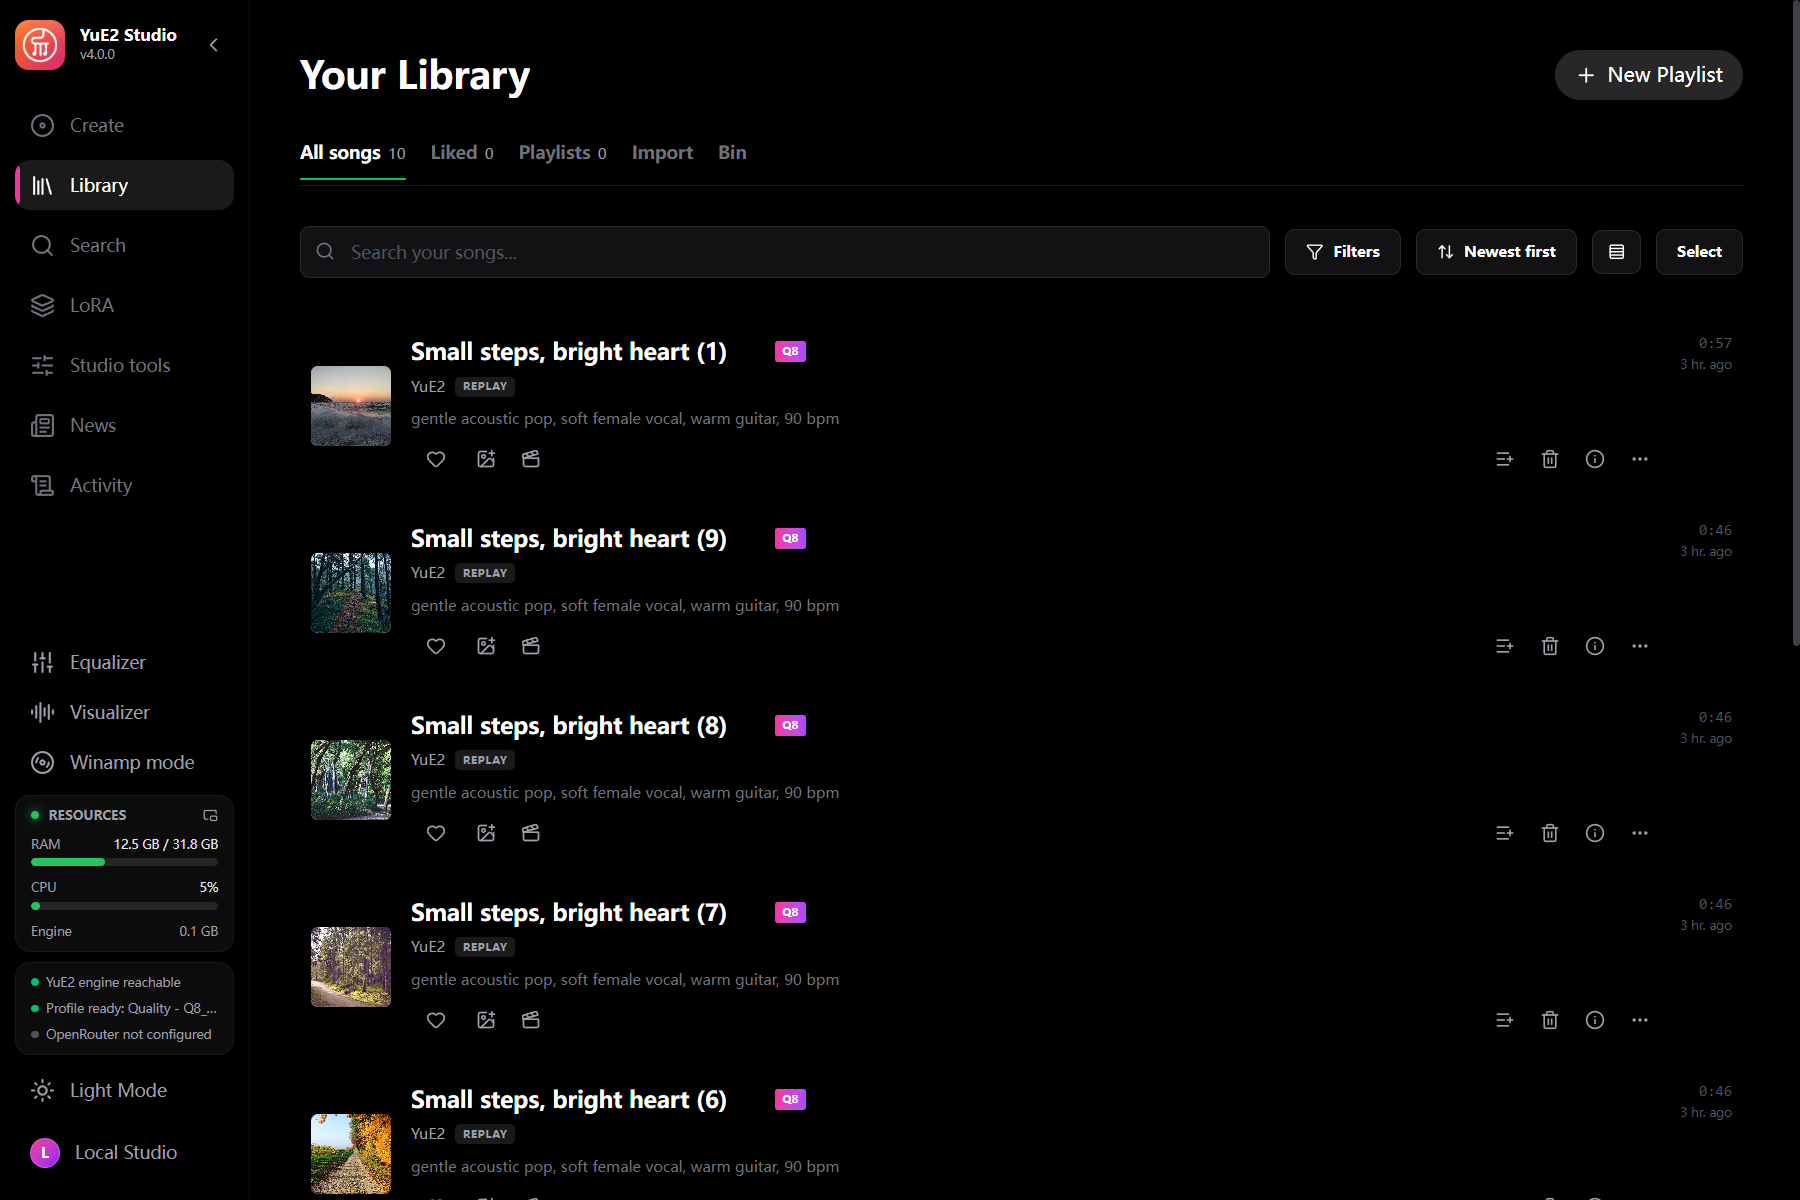 YuE2 Studio
v4.0.0
Create
Library
Search
LoRA
Studio tools
News
Activity
Equalizer
Visualizer
Winamp mode
RESOURCES
RAM 12.5 GB / 31.8 GB
CPU 5%
Engine 0.1 GB
YuE2 engine reachable
Profile ready: Quality - Q8_...
OpenRouter not configured
Light Mode
L Local Studio
Your Library
New Playlist
All songs 10 Liked 0 Playlists 0 Import Bin
Search your songs...
Filters
Newest first
Select
Small steps, bright heart (1) Q8 0:57
YuE2 REPLAY 3 hr. ago
gentle acoustic pop, soft female vocal, warm guitar, 90 bpm
Small steps, bright heart (9) Q8 0:46
YuE2 REPLAY 3 hr. ago
gentle acoustic pop, soft female vocal, warm guitar, 90 bpm
Small steps, bright heart (8) Q8 0:46
YuE2 REPLAY 3 hr. ago
gentle acoustic pop, soft female vocal, warm guitar, 90 bpm
Small steps, bright heart (7) Q8 0:46
YuE2 REPLAY 3 hr. ago
gentle acoustic pop, soft female vocal, warm guitar, 90 bpm
Small steps, bright heart (6) Q8 0:46
YuE2 REPLAY 3 hr. ago
gentle acoustic pop, soft female vocal, warm guitar, 90 bpm